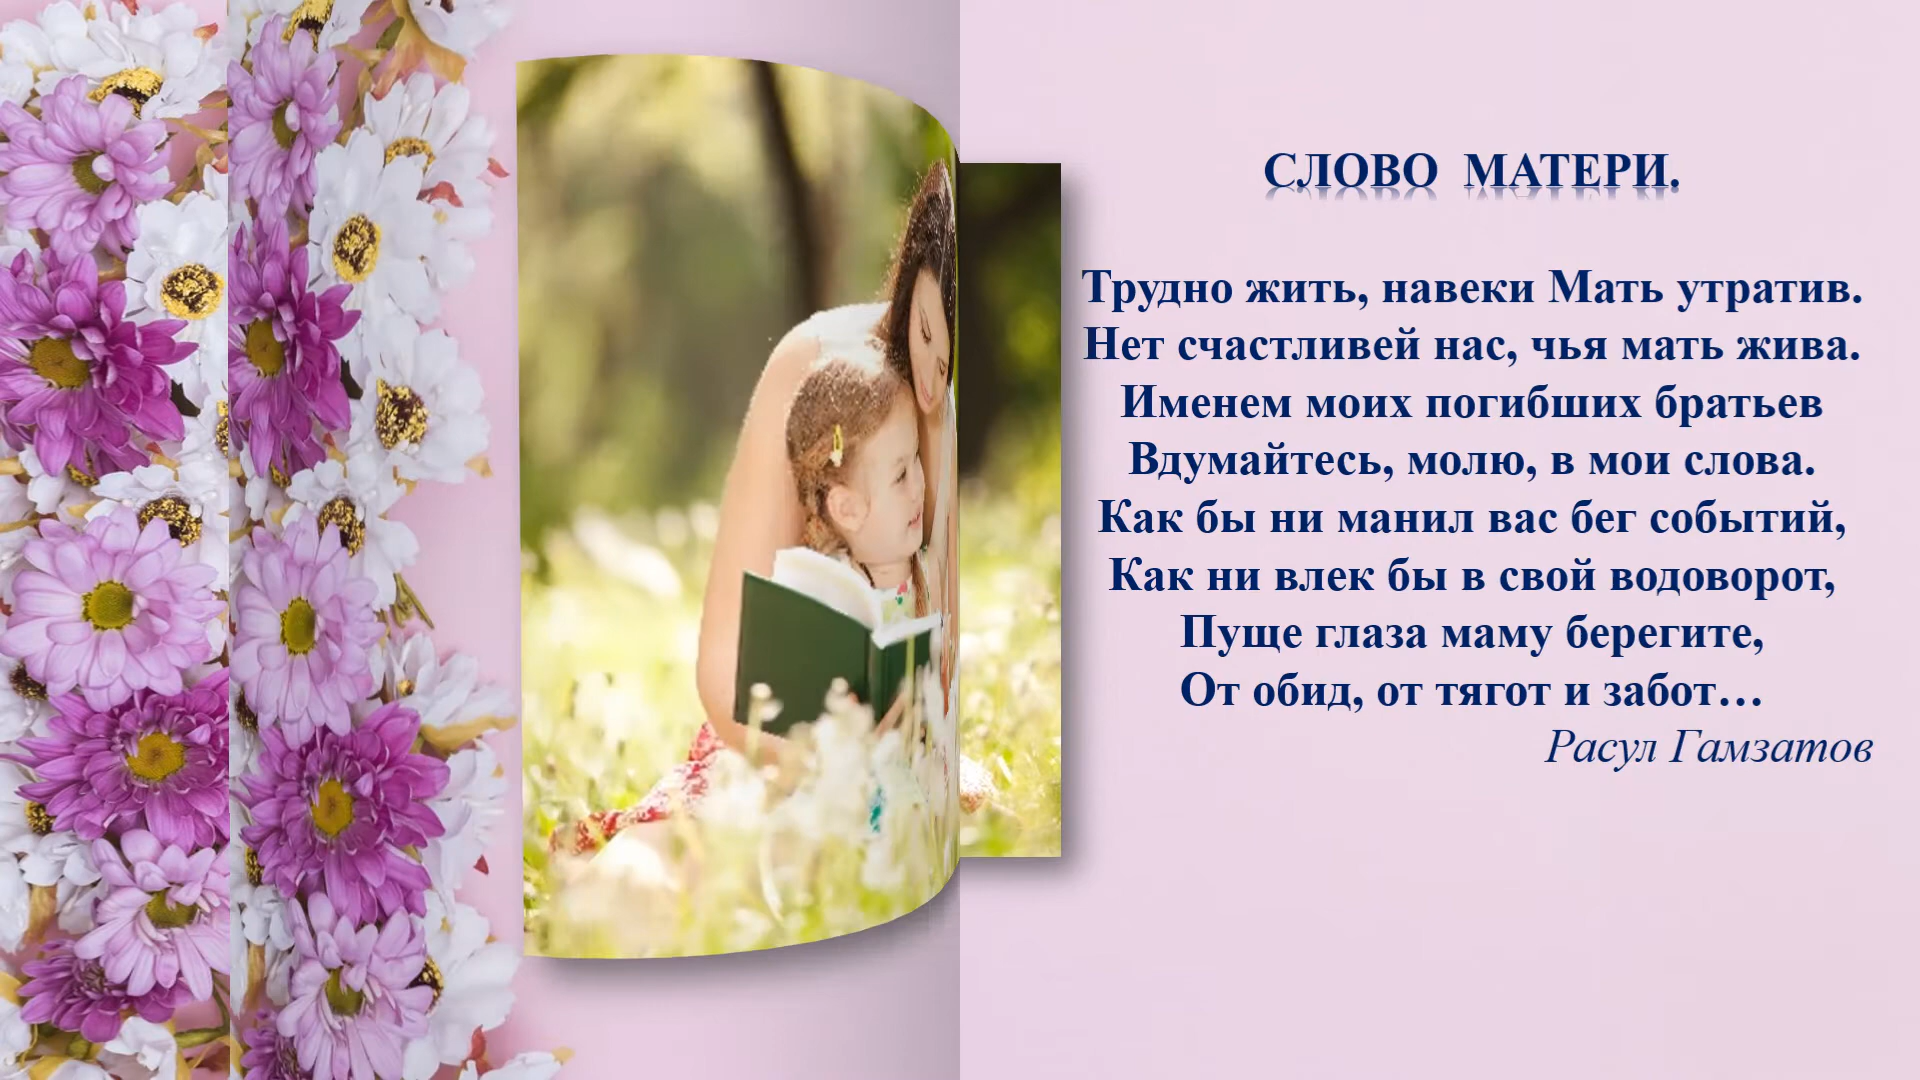 СЛОВО МАТЕРИ.
Трудно жить, навеки Мать утратив.
Нет счастливей нас, чья мать жива.
Именем моих погибших братьев
Вдумайтесь, молю, в мои слова.
Как бы ни манил вас бег событий,
Как ни влек бы в свой водоворот,
Пуще глаза маму берегите,
От обид, от тягот и забот…
Расул Гамзатов